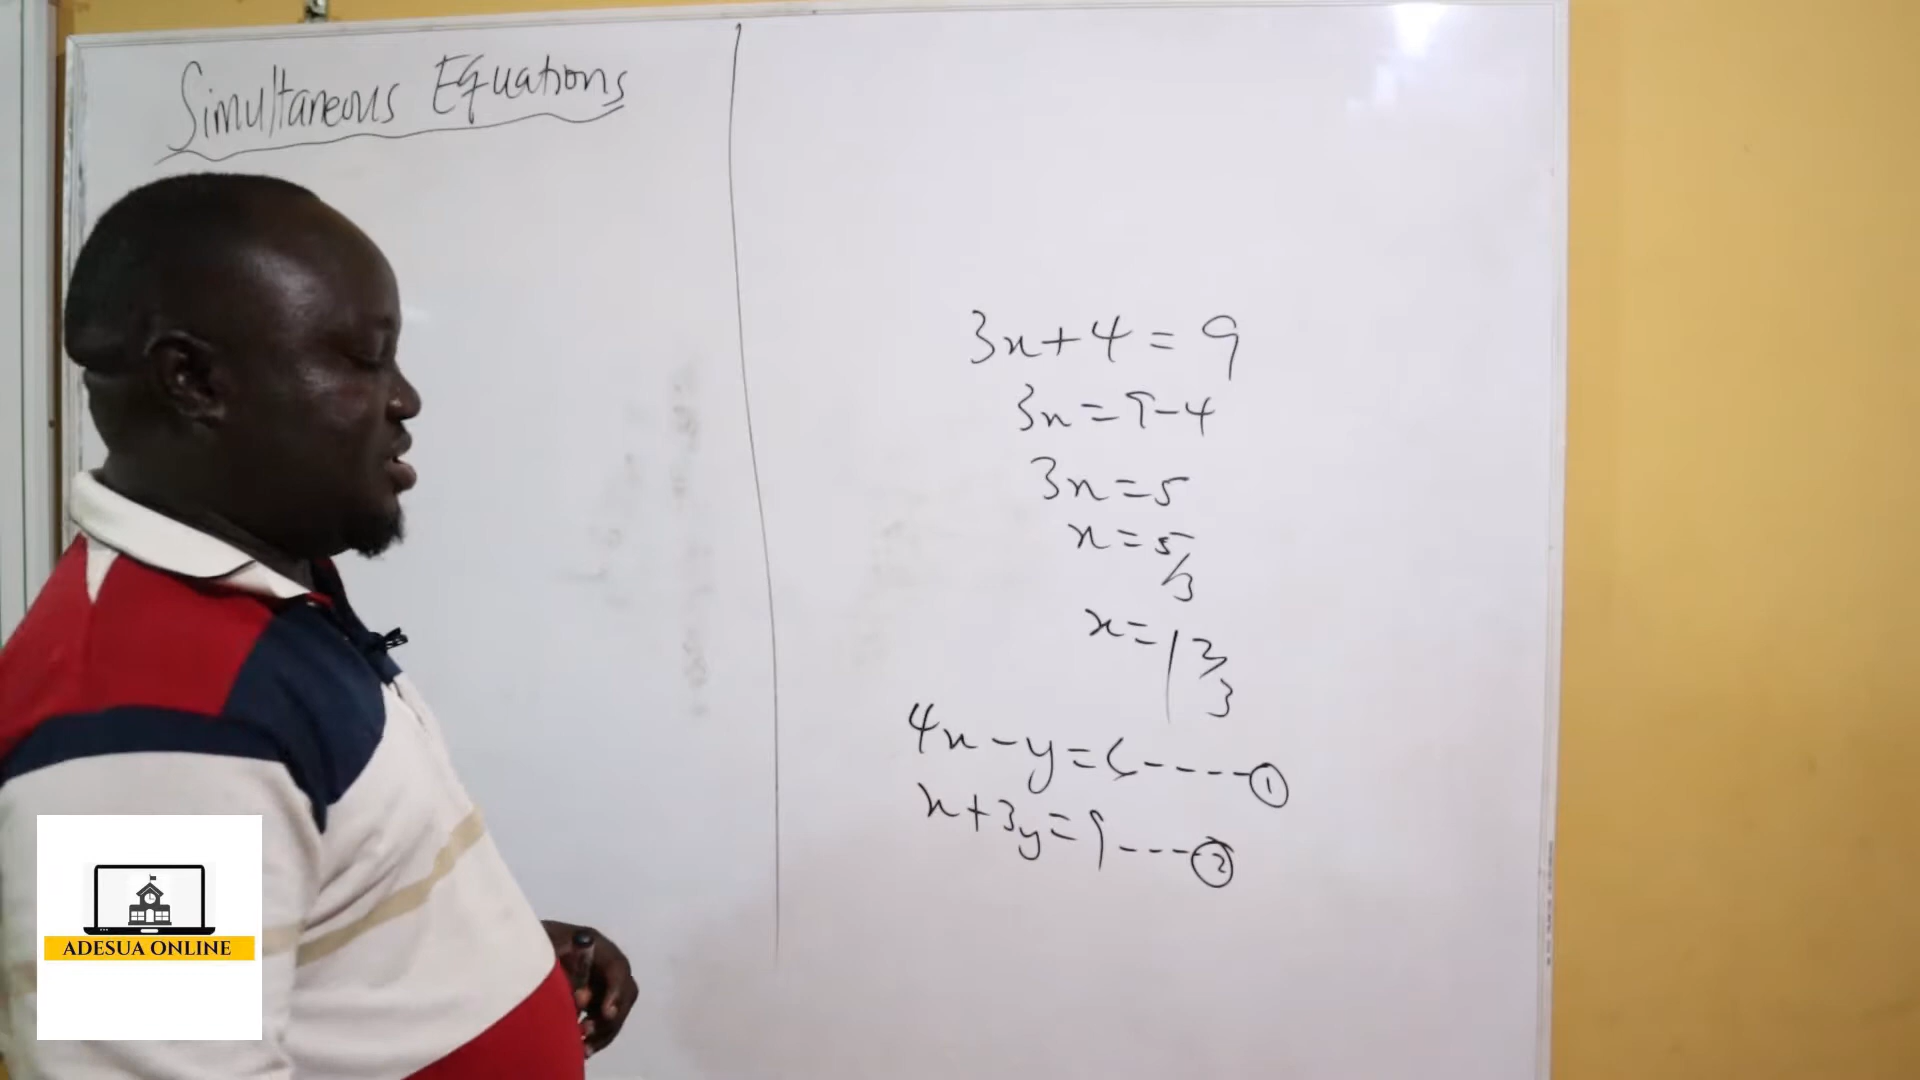 Simultaneous Equations
3x+4=9
3x=9-4
3x=5
x=5/3
x=1 2/3
4x-y=6-----①
x+3y=9----②
ADESUA ONLINE